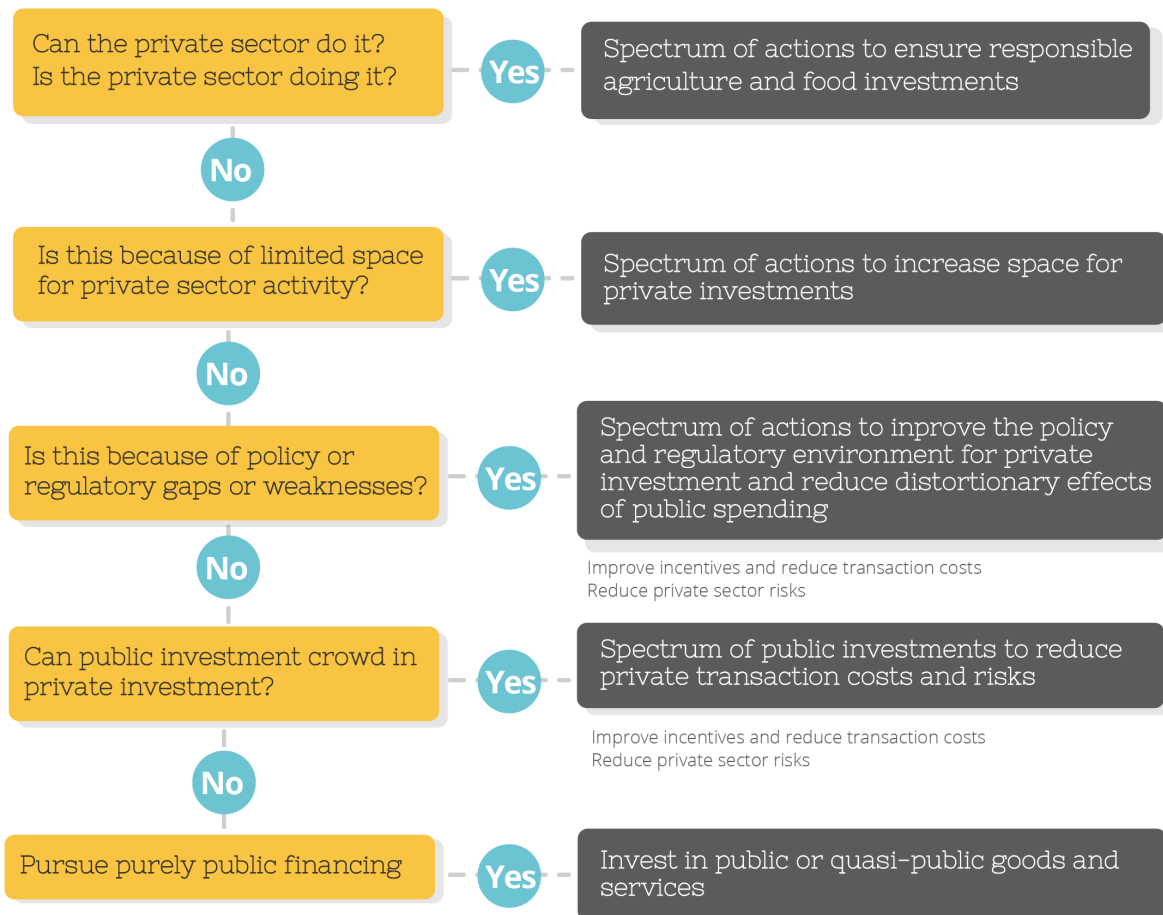 Can the private sector do it?
Is the private sector doing it?
Yes
Spectrum of actions to ensure responsible
agriculture and food investments
No
Is this because of limited space
for private sector activity?
Yes
Spectrum of actions to increase space for
private investments
No
Is this because of policy or
regulatory gaps or weaknesses?
Yes
Spectrum of actions to inprove the policy
and regulatory environment for private
investment and reduce distortionary effects
of public spending
Improve incentives and reduce transaction costs
Reduce private sector risks
No
Can public investment crowd in
private investment?
Yes
Spectrum of public investments to reduce
private transaction costs and risks
Improve incentives and reduce transaction costs
Reduce private sector risks
No
Pursue purely public financing
Yes
Invest in public or quasi-public goods and
services